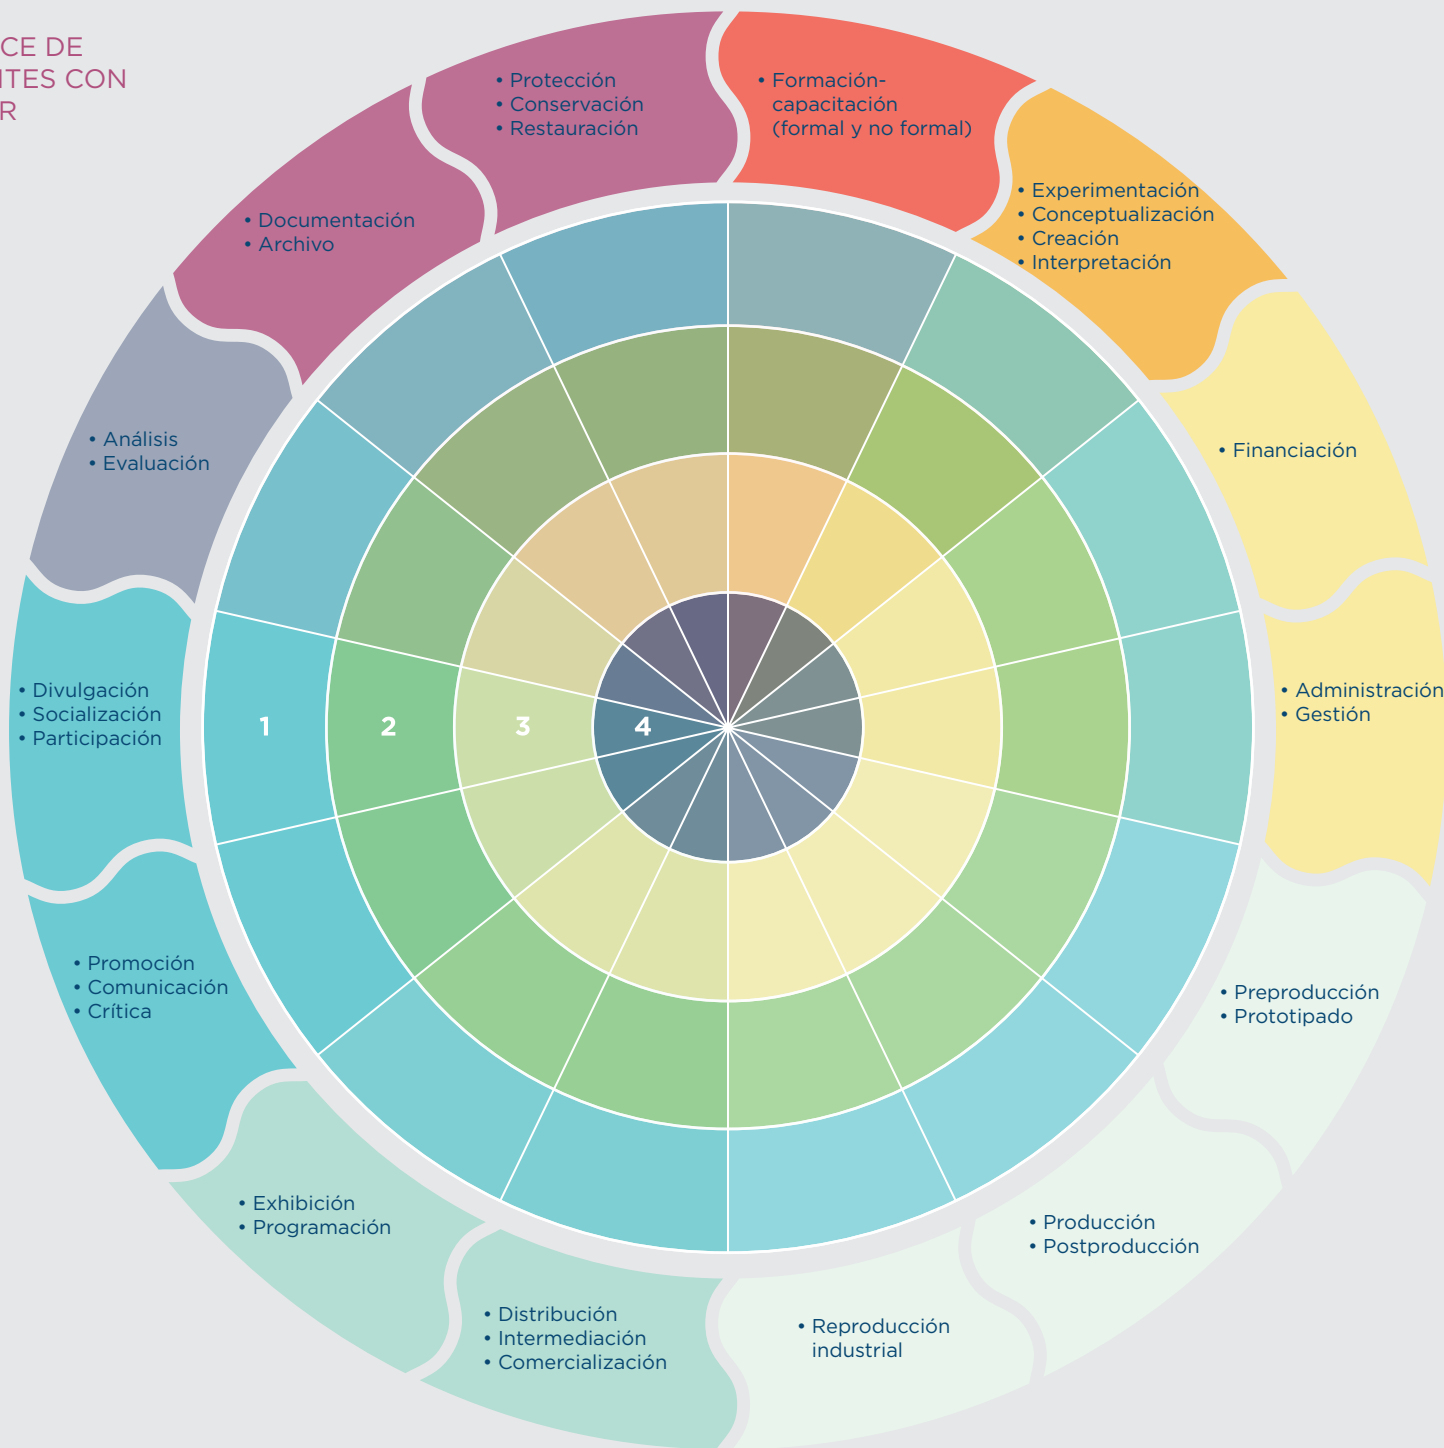 CE DE
ITES CON
R
• Protección
• Conservación
• Restauración
• Formación-
capacitación
(formal y no formal)
• Experimentación
• Conceptualización
• Creación
• Interpretación
• Financiación
• Administración
• Gestión
• Preproducción
• Prototipado
• Producción
• Postproducción
• Reproducción
industrial
• Distribución
• Intermediación
• Comercialización
• Exhibición
• Programación
• Promoción
• Comunicación
• Crítica
• Divulgación
• Socialización
• Participación
• Análisis
• Evaluación
• Documentación
• Archivo
1 2 3 4